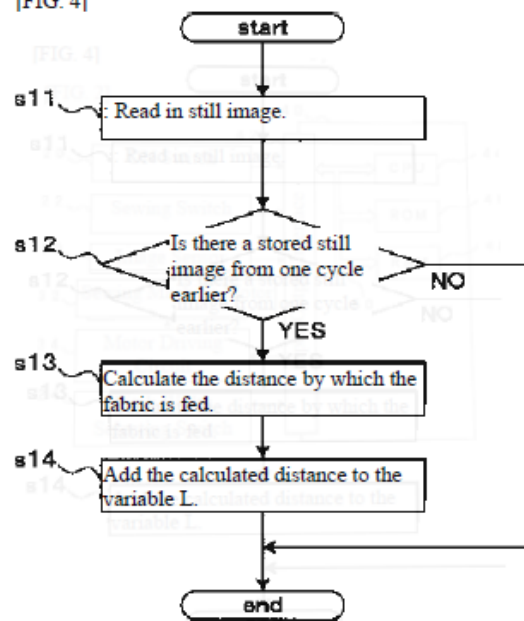 [FIG. 4]
start
s11
: Read in still image.
s12
Is there a stored still
image from one cycle
earlier?
NO
YES
s13
Calculate the distance by which the
fabric is fed.
s14
Add the calculated distance to the
variable L.
end